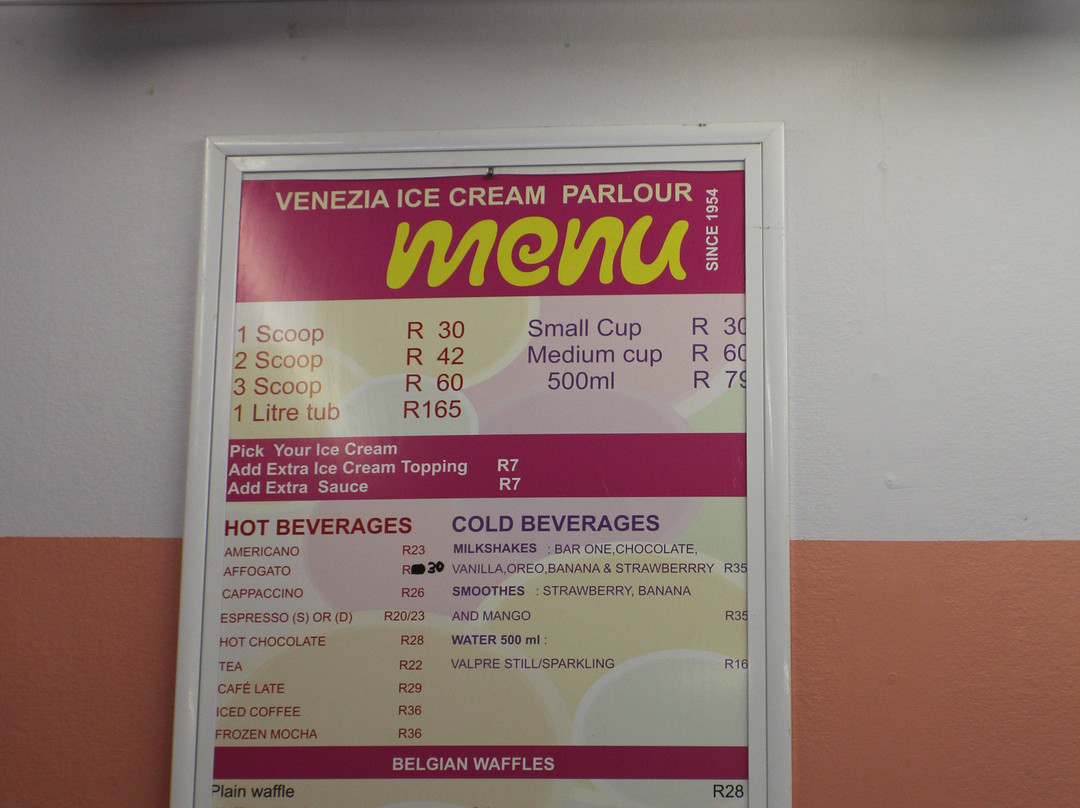 VENEZIA ICE CREAM PARLOUR
SINCE 1954
menu
1 Scoop R 30
2 Scoop R 42
3 Scoop R 60
1 Litre tub R165
Small Cup R 30
Medium cup R 60
500ml R 79
Pick Your Ice Cream
Add Extra Ice Cream Topping R7
Add Extra Sauce R7
HOT BEVERAGES
AMERICANO R23
AFFOGATO R 30
CAPPACCINO R26
ESPRESSO (S) OR (D) R20/23
HOT CHOCOLATE R28
TEA R22
CAFÉ LATE R29
ICED COFFEE R36
FROZEN MOCHA R36
COLD BEVERAGES
MILKSHAKES : BAR ONE,CHOCOLATE,
VANILLA,OREO,BANANA & STRAWBERRRY R35
SMOOTHES : STRAWBERRY, BANANA
AND MANGO R35
WATER 500 ml :
VALPRE STILL/SPARKLING R16
BELGIAN WAFFLES
Plain waffle R28